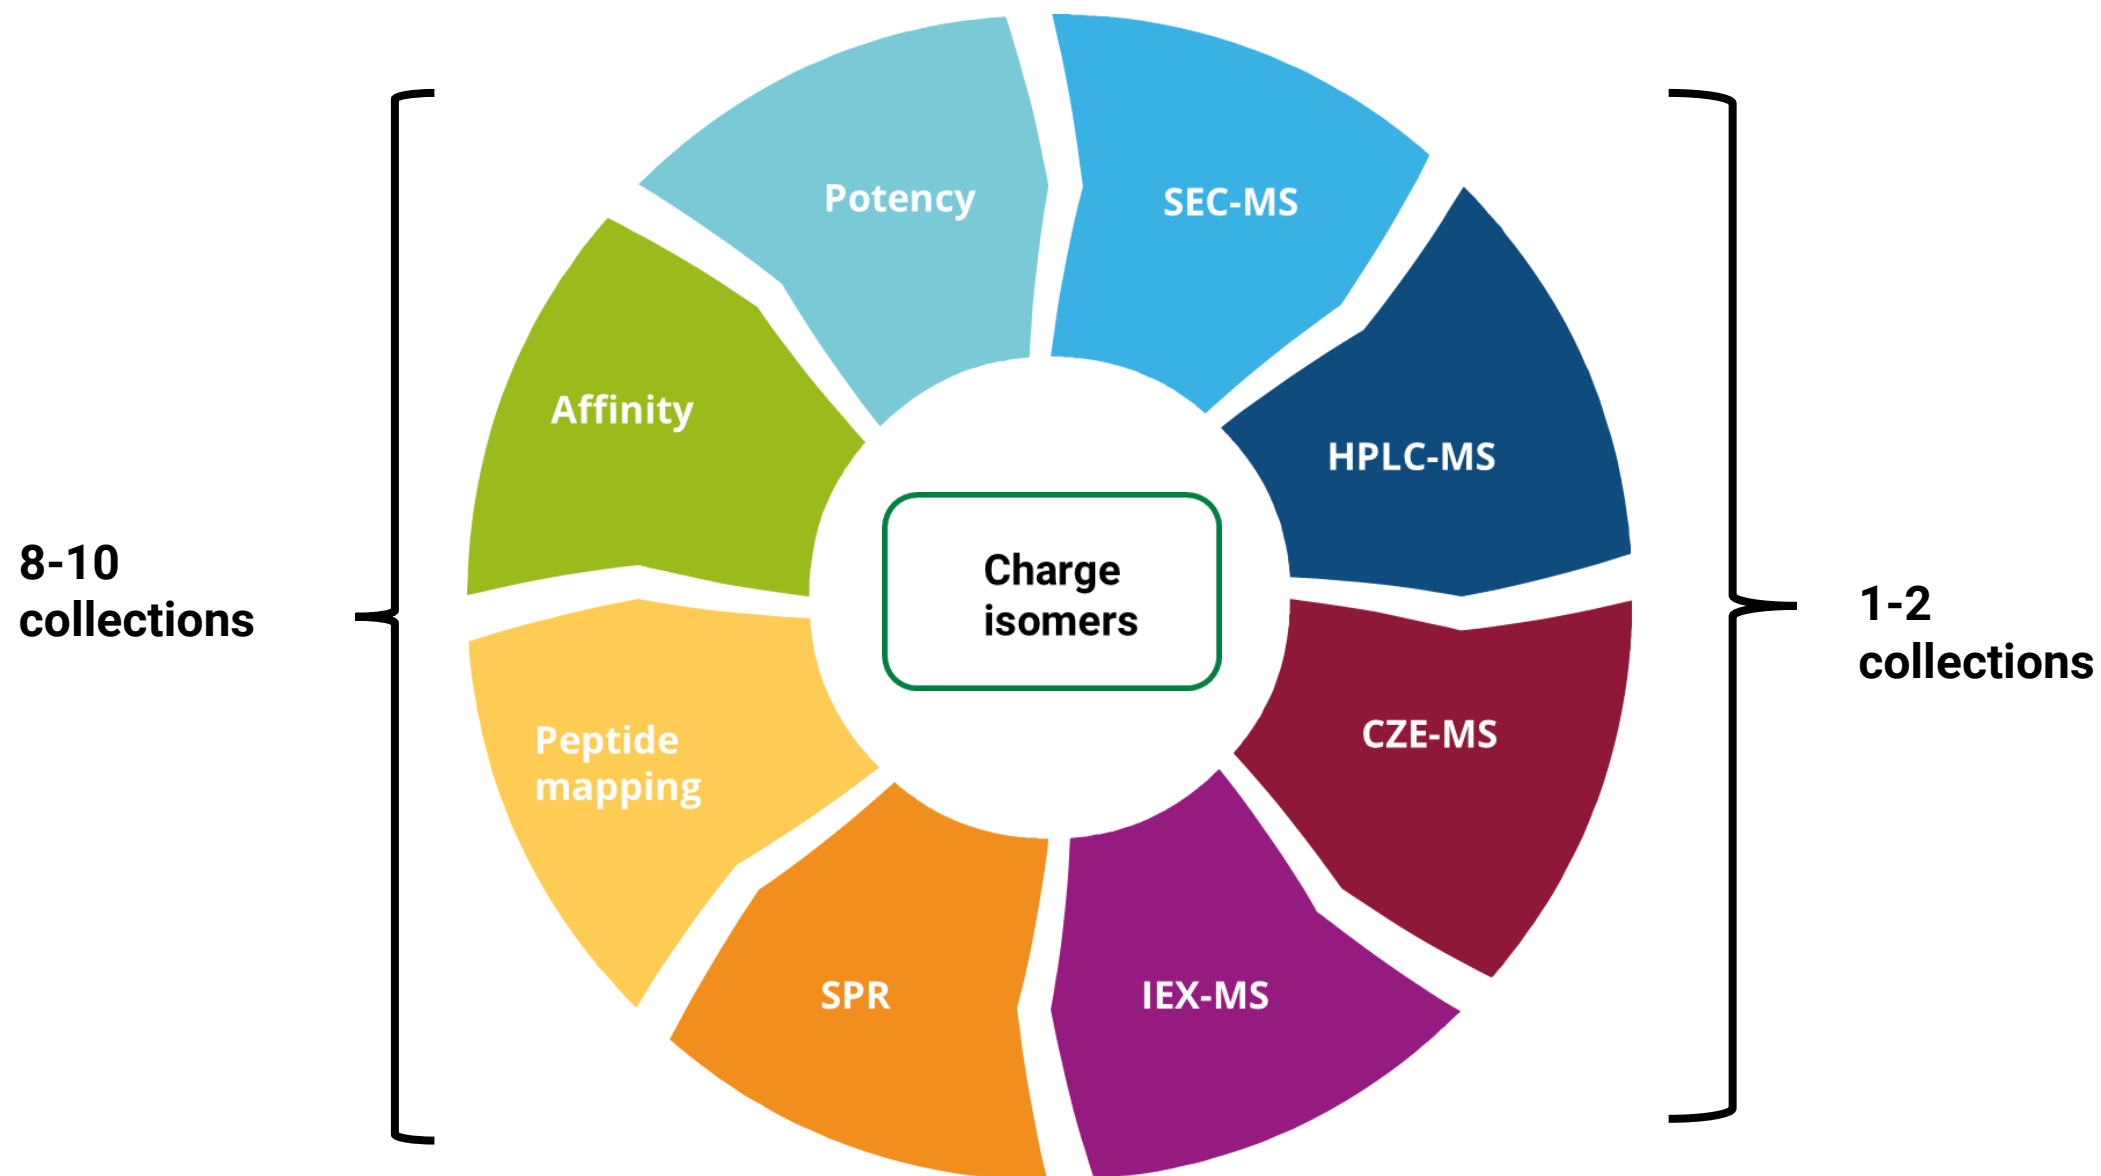 Potency
SEC-MS
Affinity
HPLC-MS
8-10
collections
Charge
isomers
1-2
collections
Peptide
mapping
CZE-MS
SPR
IEX-MS